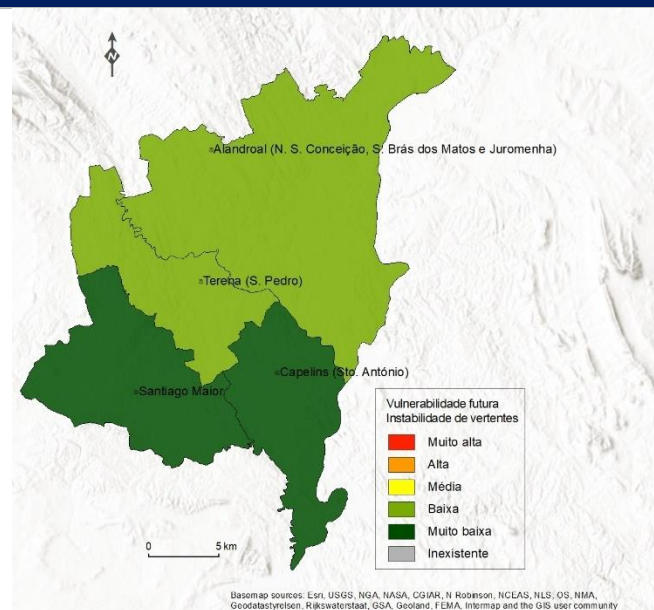 N
Alandroal (N. S. Conceição, S. Brás dos Matos e Juromenha)
Terena (S. Pedro)
Capelins (Sto. António)
Santiago Maior
Vulnerabilidade futura
Instabilidade de vertentes
Muito alta
Alta
Média
Baixa
Muito baixa
Inexistente
0 5 km
Basemap sources: Esri, USGS, NGA, NASA, CGIAR, N Robinson, NCEAS, NLS, OS, NMA,
Geodatastyrelsen, Rijkswaterstaat, GSA, Geoland, FEMA, Intermap and the GIS user community